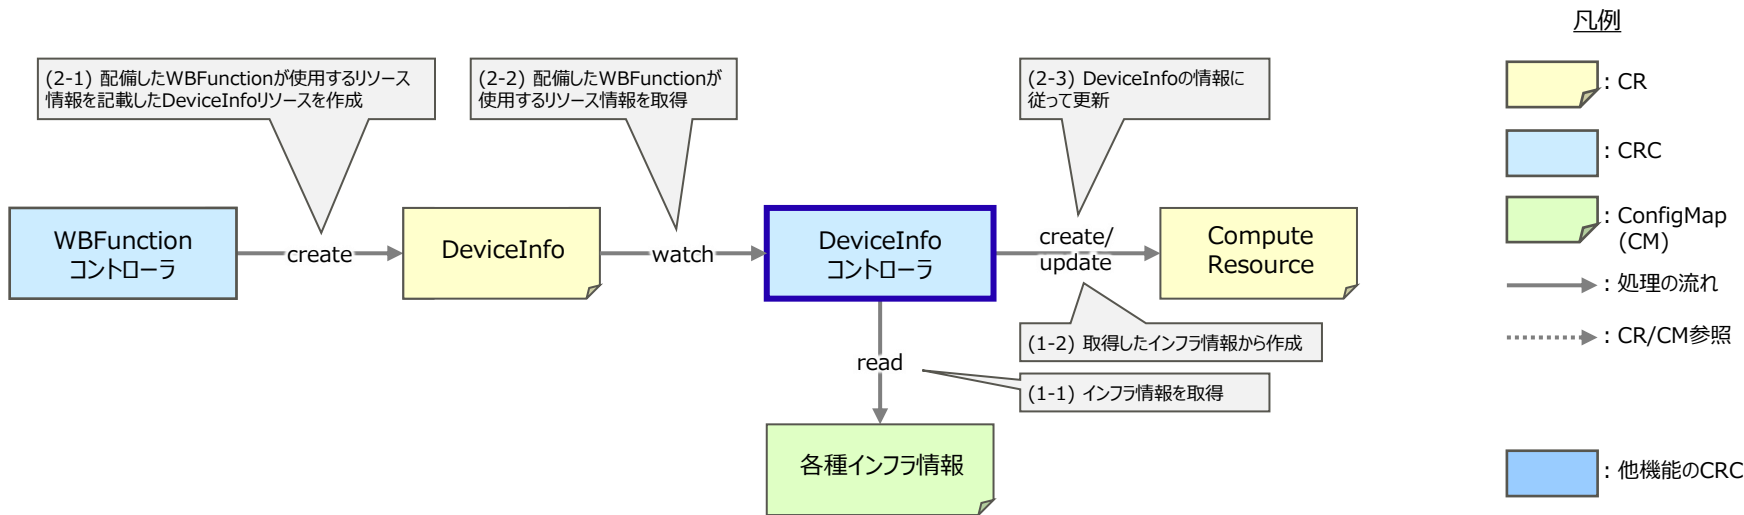 凡例
(2-1) 配備したWBFunctionが使用するリソース
情報を記載したDeviceInfoリソースを作成
(2-2) 配備したWBFunctionが
使用するリソース情報を取得
(2-3) DeviceInfoの情報に
従って更新
: CR
: CRC
: ConfigMap
(CM)
: 処理の流れ
: CR/CM参照
: 他機能のCRC
WBFunction
コントローラ
create
DeviceInfo
watch
DeviceInfo
コントローラ
create/
update
Compute
Resource
(1-2) 取得したインフラ情報から作成
read
(1-1) インフラ情報を取得
各種インフラ情報